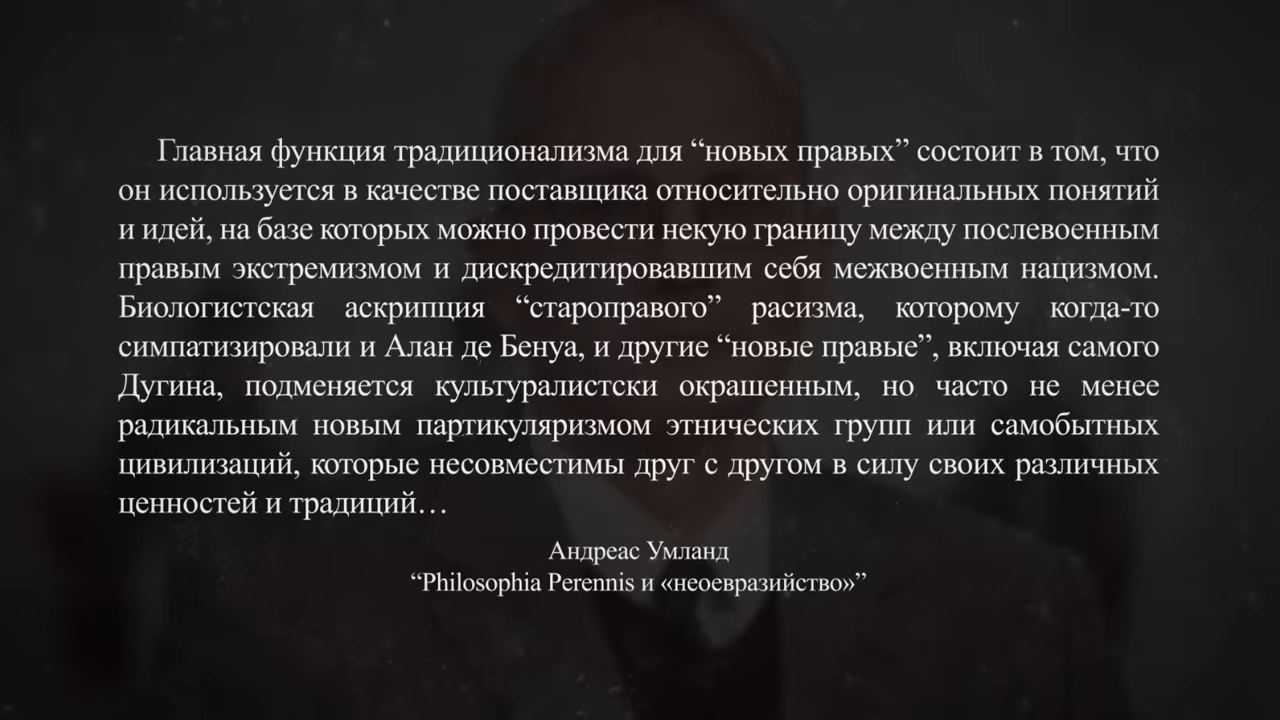 Главная функция традиционализма для “новых правых” состоит в том, что
он используется в качестве поставщика относительно оригинальных понятий
и идей, на базе которых можно провести некую границу между послевоенным
правым экстремизмом и дискредитировавшим себя межвоенным нацизмом.
Биологистская аскрипция “староправого” расизма, которому когда-то
симпатизировали и Алан де Бенуа, и другие “новые правые”, включая самого
Дугина, подменяется культуралистски окрашенным, но часто не менее
радикальным новым партикуляризмом этнических групп или самобытных
цивилизаций, которые несовместимы друг с другом в силу своих различных
ценностей и традиций…
Андреас Умланд
“Philosophia Perennis и «неоевразийство»”